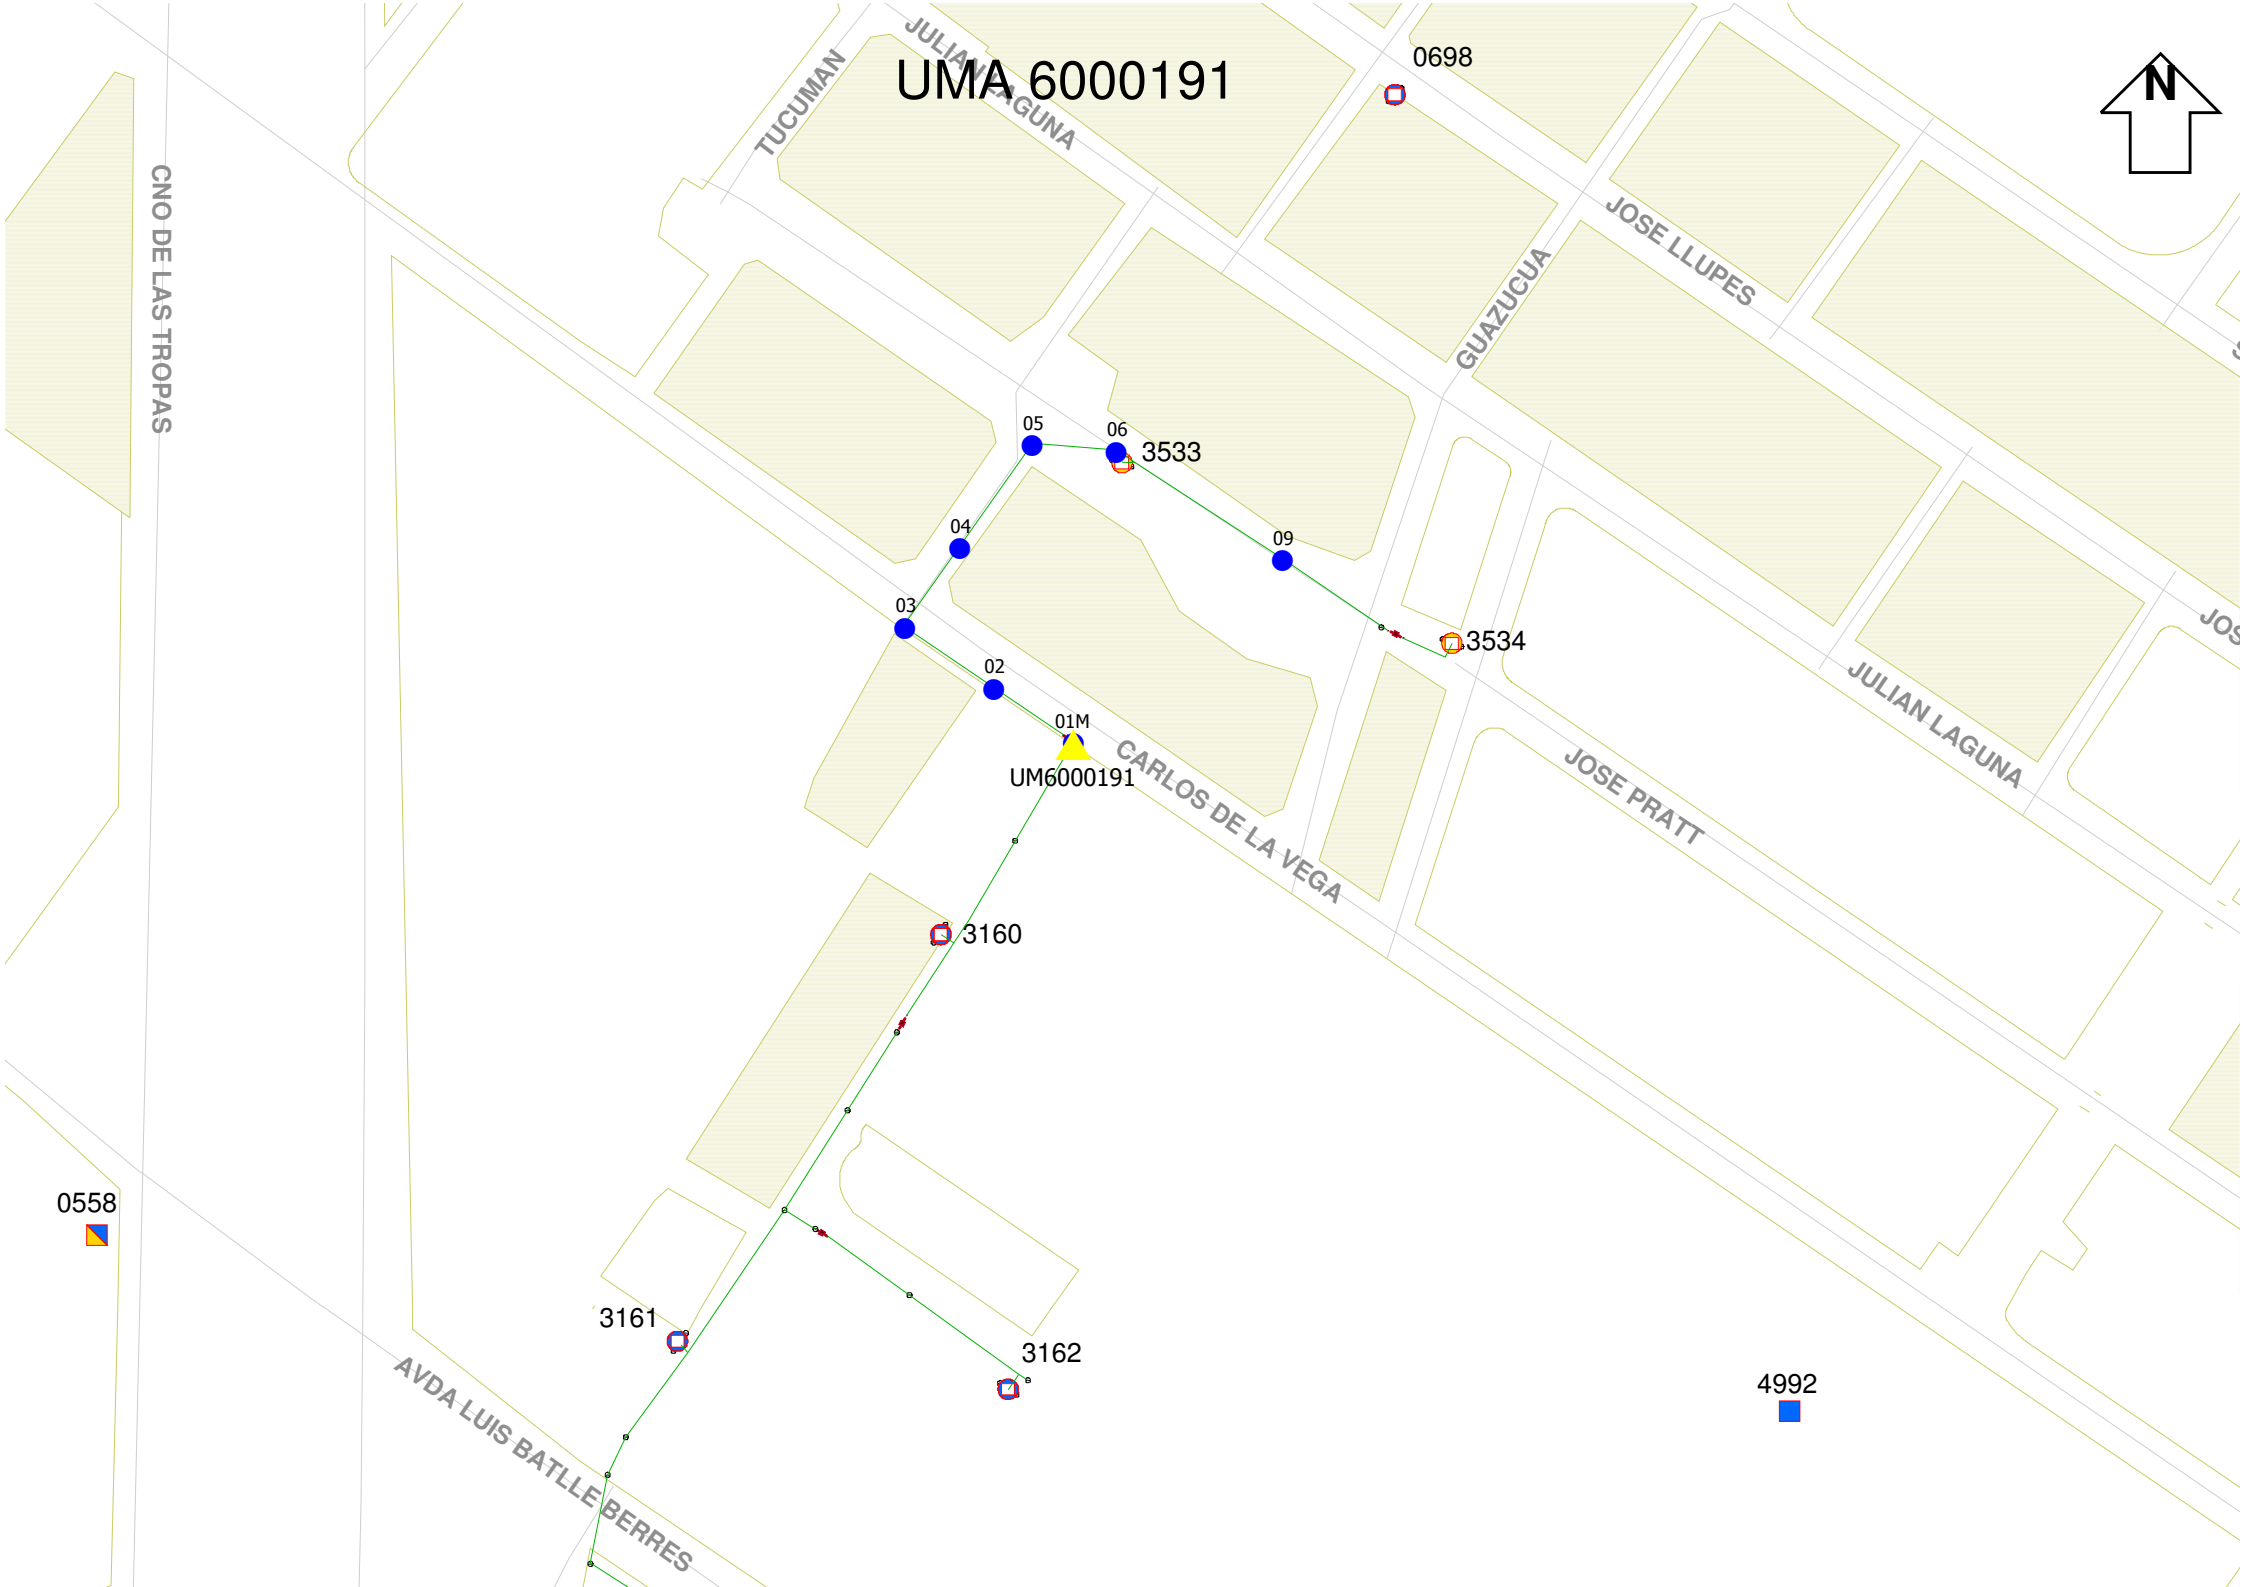 UMA 6000191
JULIAN LAGUNA
TUCUMAN
0698
N
CNO DE LAS TROPAS
JOSE LLUPES
GUAZUCUA
05
06
3533
04
09
03
3534
02
01M
UM6000191
CARLOS DE LA VEGA
JULIAN LAGUNA
JOSE PRATT
JOS
3160
0558
3161
3162
4992
AVDA LUIS BATLLE BERRES